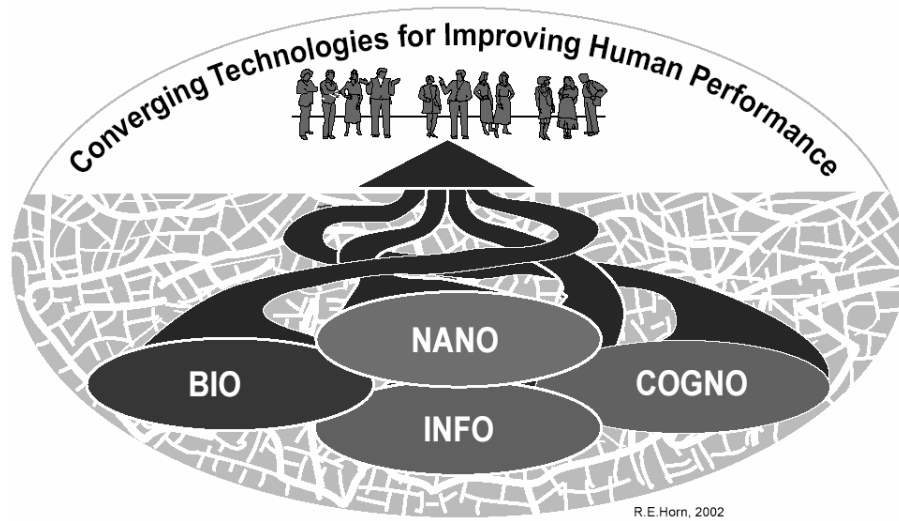 Converging Technologies for Improving Human Performance
NANO
BIO
COGNO
INFO
R.E.Horn, 2002